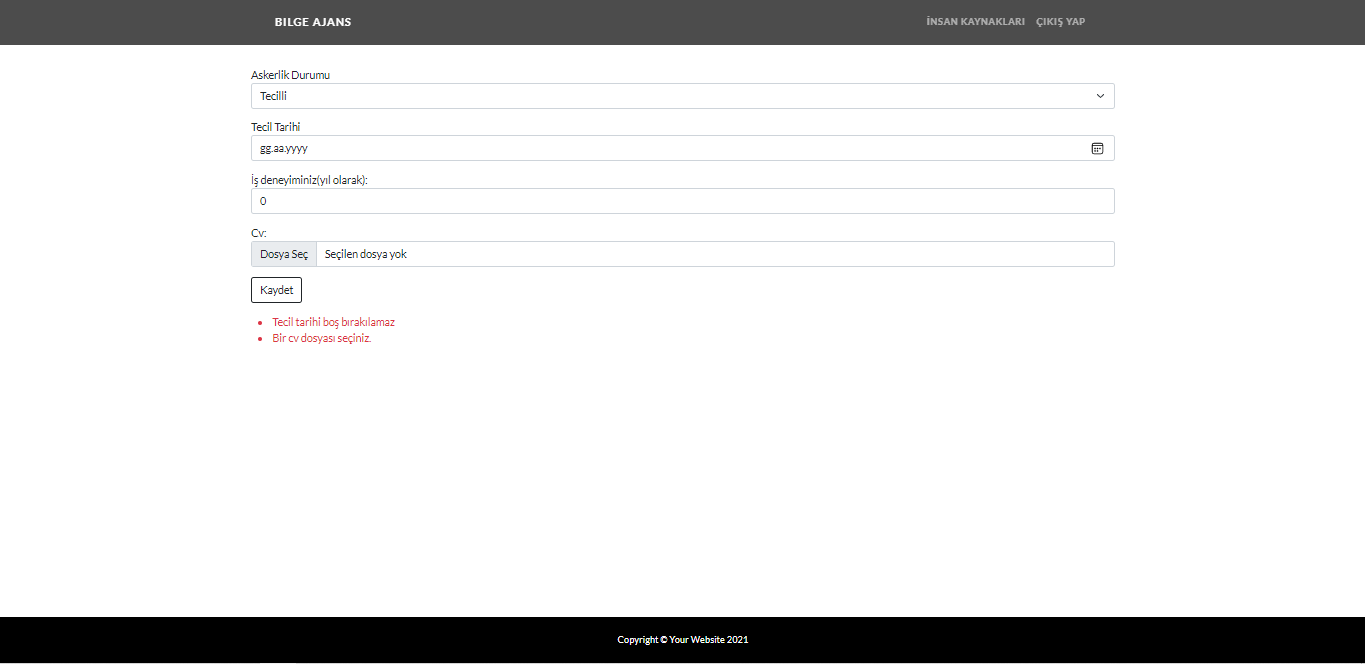 BILGE AJANS İNSAN KAYNAKLARI ÇIKIŞ YAP
Askerlik Durumu
Tecilli
Tecil Tarihi
gg.aa.yyyy
İş deneyiminiz(yıl olarak):
0
Cv:
Dosya Seç Seçilen dosya yok
Kaydet
Tecil tarihi boş bırakılamaz
Bir cv dosyası seçiniz.
Copyright © Your Website 2021